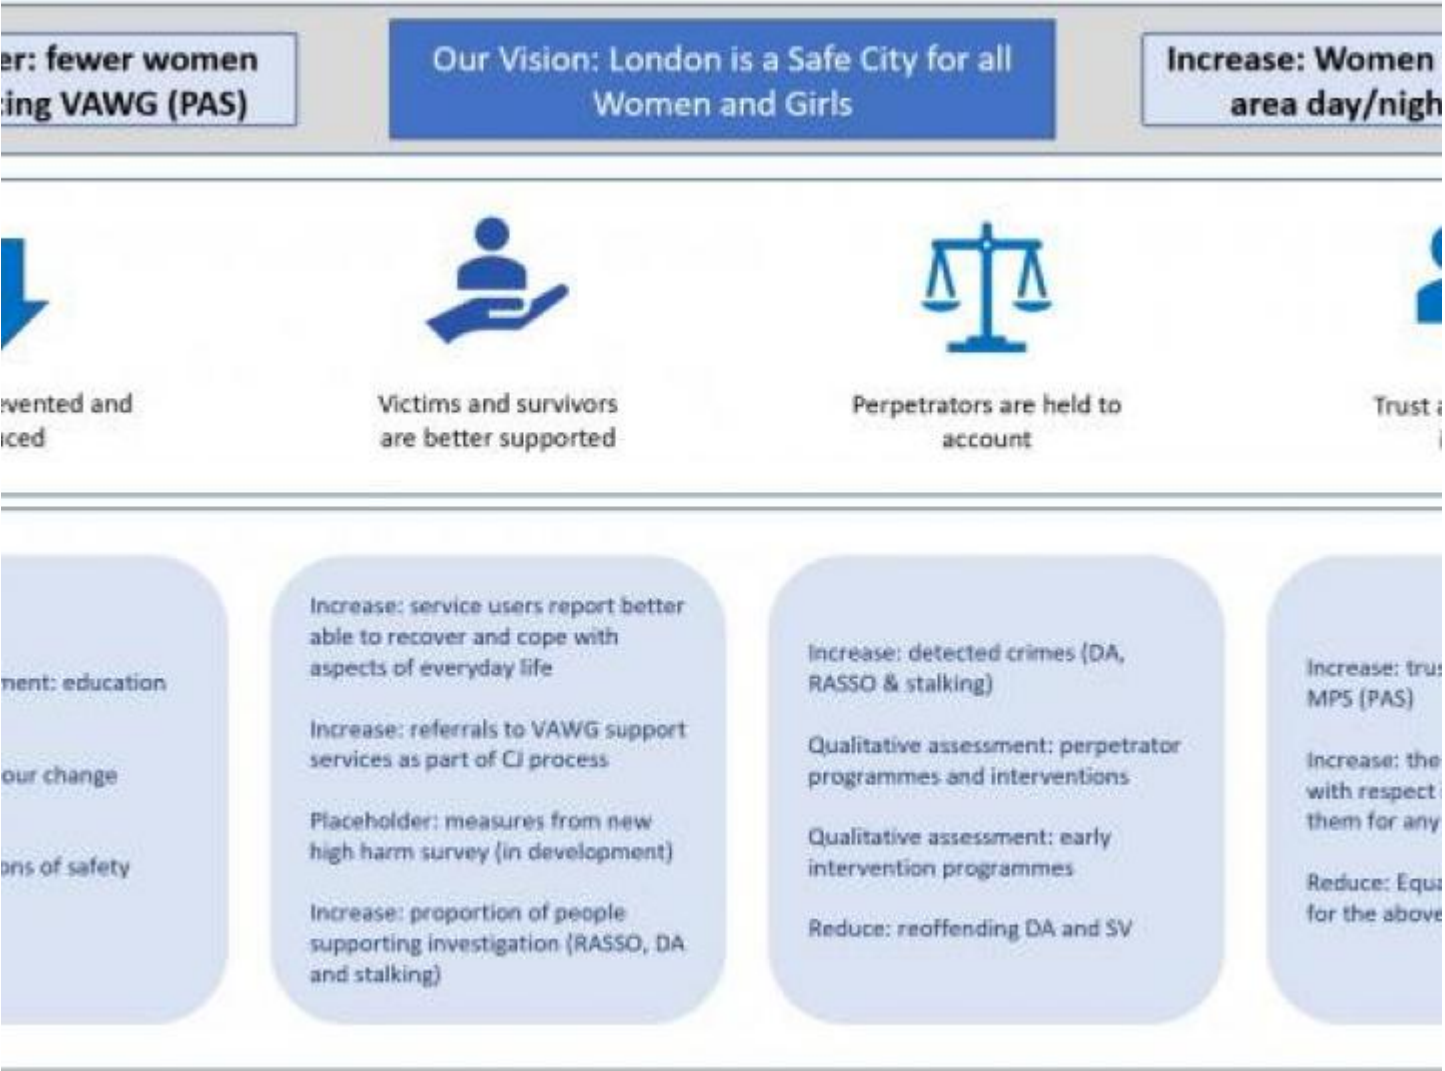 er: fewer women
cing VAWG (PAS)
Our Vision: London is a Safe City for all
Women and Girls
Increase: Women
area day/nigh
evented and
uced
Victims and survivors
are better supported
Perpetrators are held to
account
Trust a
i
ment: education
our change
ons of safety
Increase: service users report better
able to recover and cope with
aspects of everyday life
Increase: referrals to VAWG support
services as part of CJ process
Placeholder: measures from new
high harm survey (in development)
Increase: proportion of people
supporting investigation (RASSO, DA
and stalking)
Increase: detected crimes (DA,
RASSO & stalking)
Qualitative assessment: perpetrator
programmes and interventions
Qualitative assessment: early
intervention programmes
Reduce: reoffending DA and SV
Increase: trus
MPS (PAS)
Increase: the
with respect
them for any
Reduce: Equa
for the above